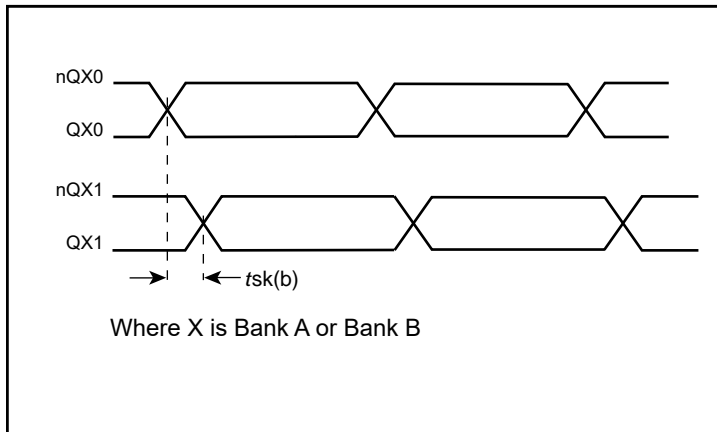 nQX0
QX0
nQX1
QX1
tsk(b)
Where X is Bank A or Bank B